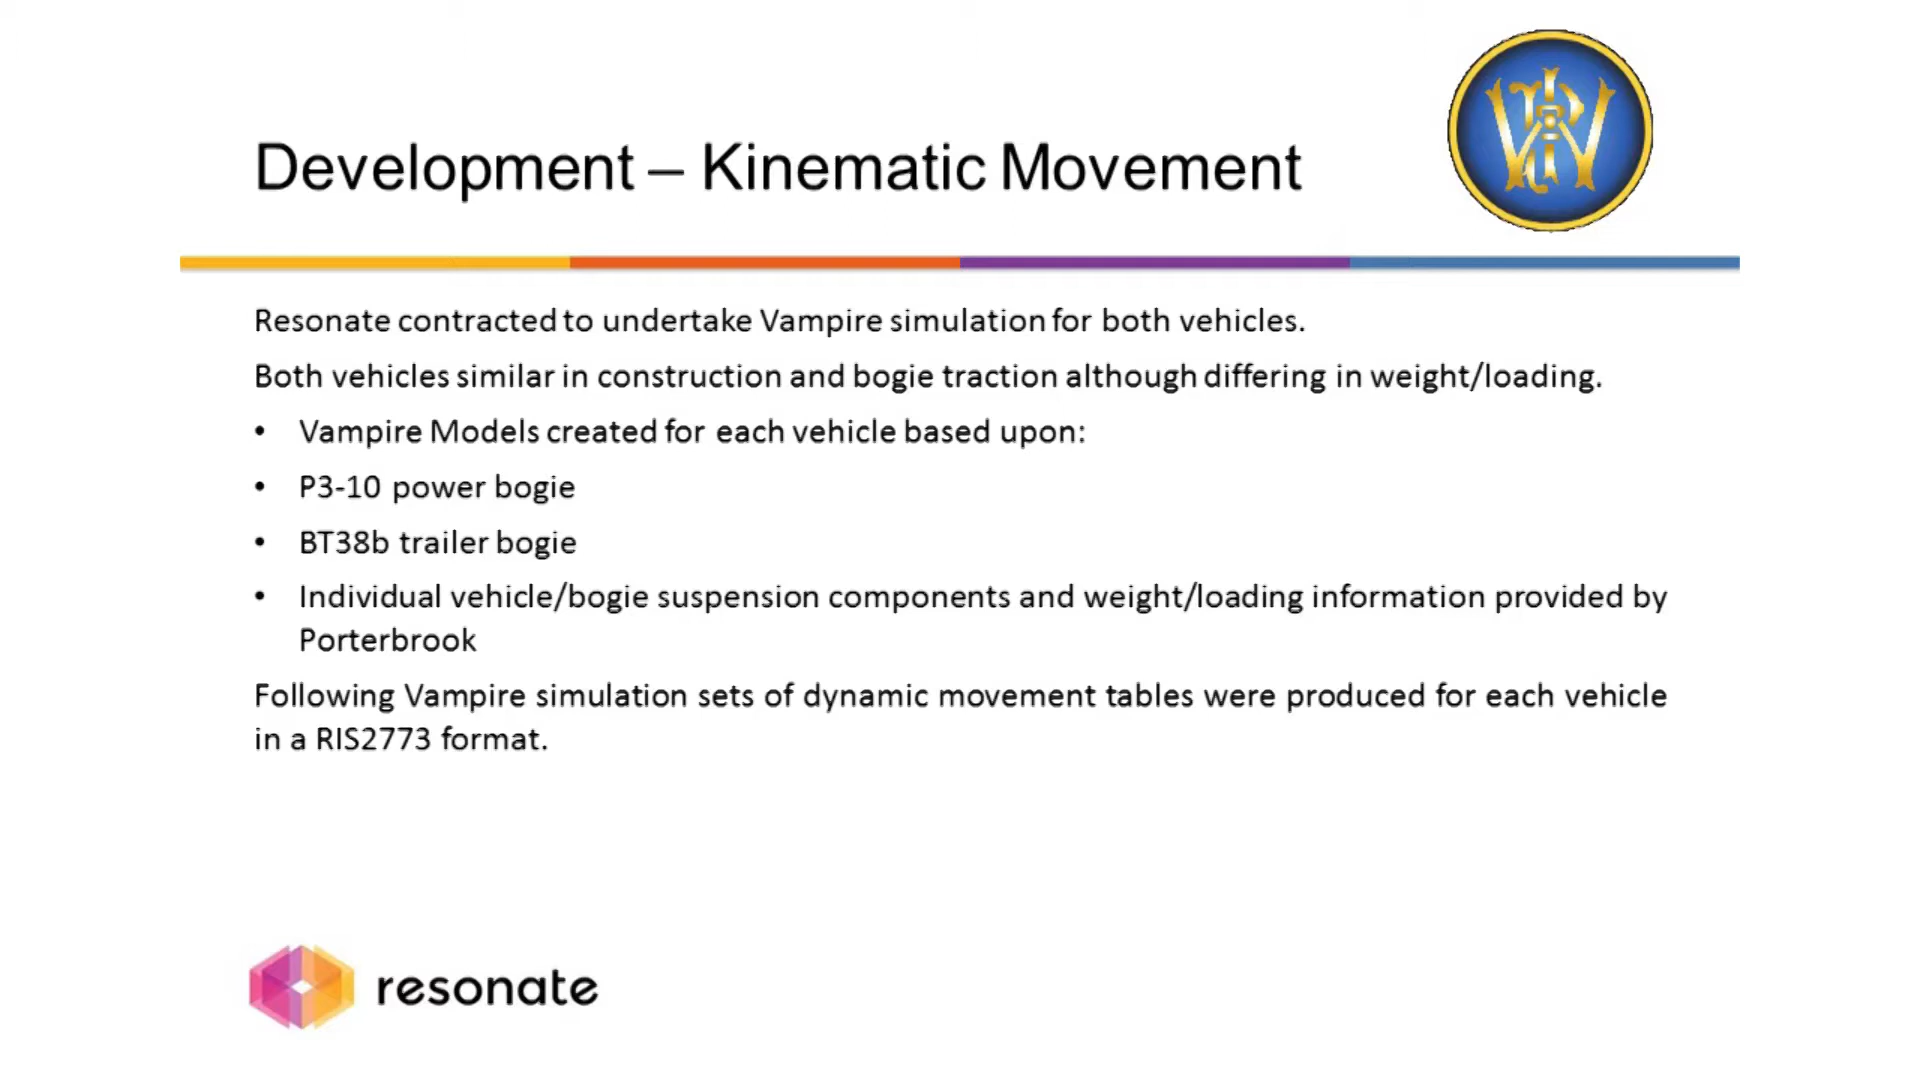 Development – Kinematic Movement
Resonate contracted to undertake Vampire simulation for both vehicles.
Both vehicles similar in construction and bogie traction although differing in weight/loading.
• Vampire Models created for each vehicle based upon:
• P3-10 power bogie
• BT38b trailer bogie
• Individual vehicle/bogie suspension components and weight/loading information provided by
Porterbrook
Following Vampire simulation sets of dynamic movement tables were produced for each vehicle
in a RIS2773 format.
resonate